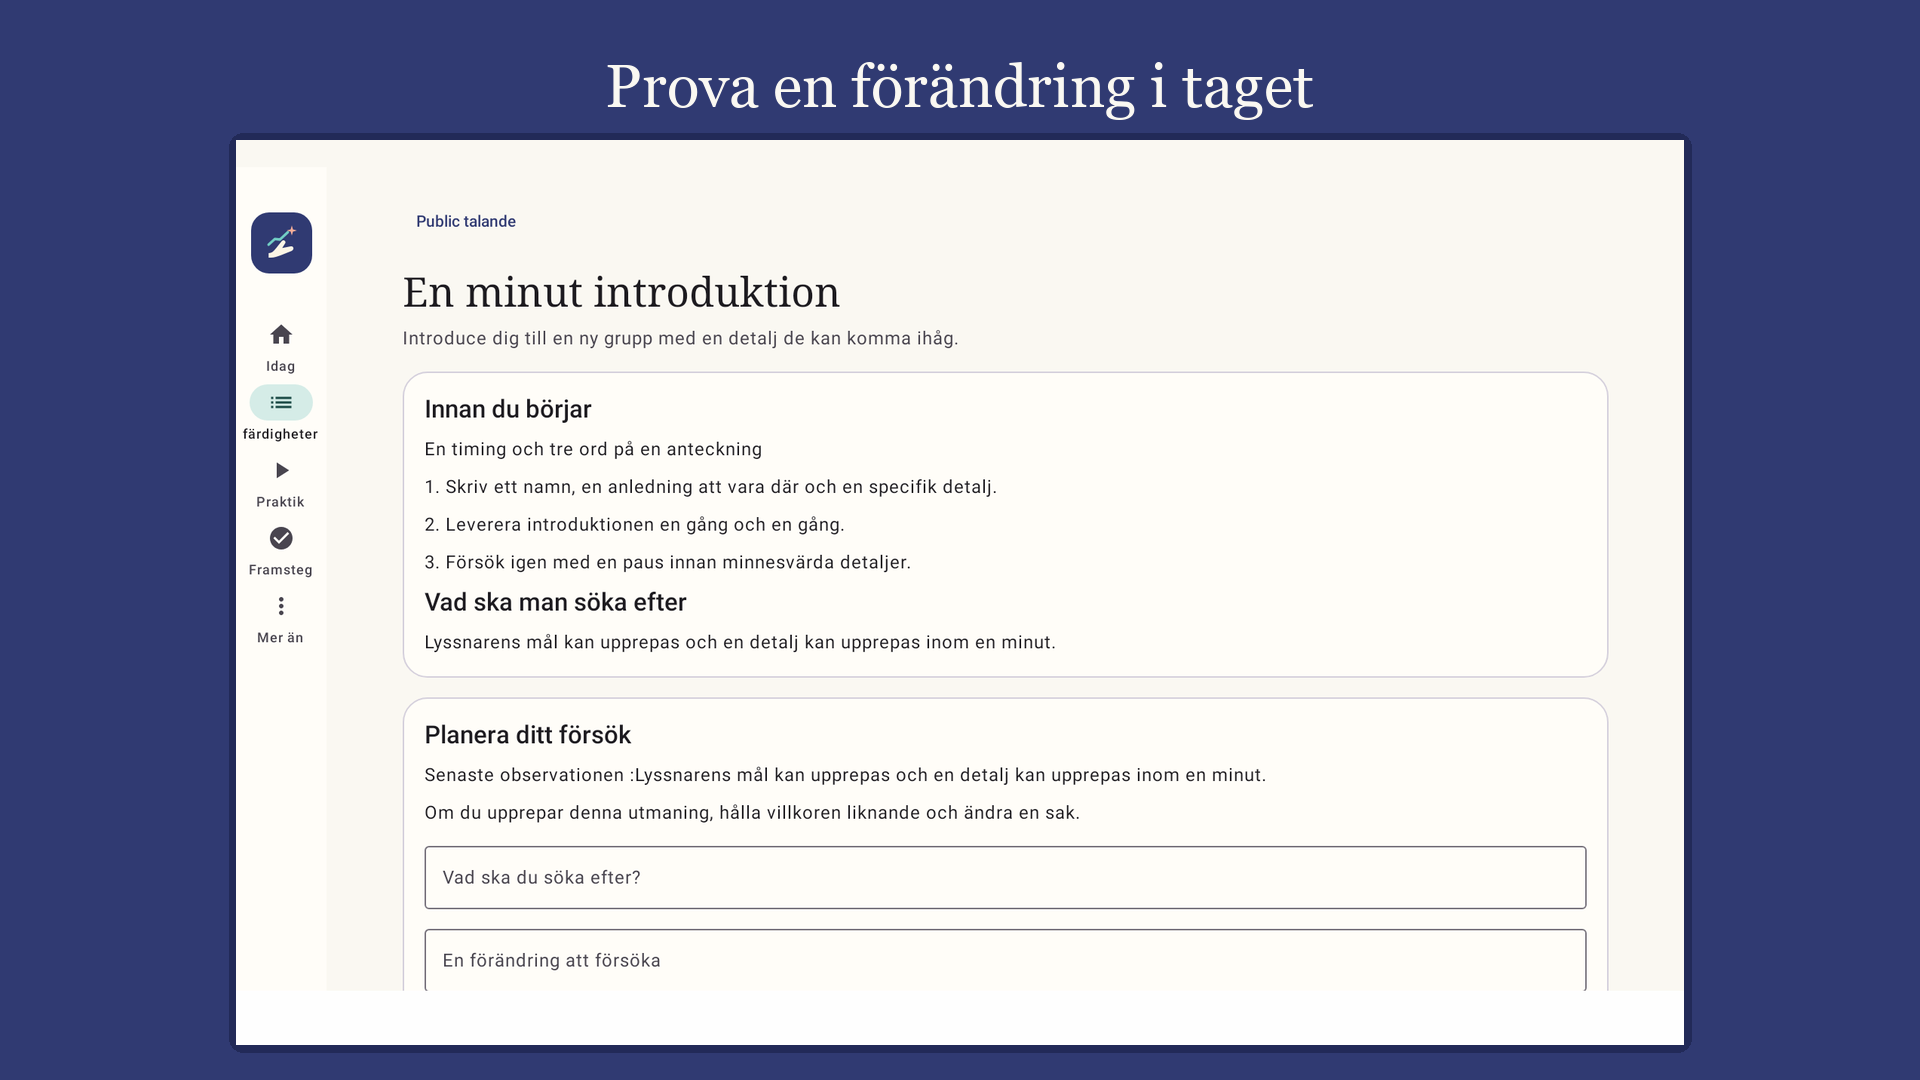 Prova en förändring i taget
Public talande
En minut introduktion
Introduce dig till en ny grupp med en detalj de kan komma ihåg.
Idag
färdigheter
Praktik
Framsteg
Mer än
Innan du börjar
En timing och tre ord på en anteckning
1. Skriv ett namn, en anledning att vara där och en specifik detalj.
2. Leverera introduktionen en gång och en gång.
3. Försök igen med en paus innan minnesvärda detaljer.
Vad ska man söka efter
Lyssnarens mål kan upprepas och en detalj kan upprepas inom en minut.
Planera ditt försök
Senaste observationen :Lyssnarens mål kan upprepas och en detalj kan upprepas inom en minut.
Om du upprepar denna utmaning, hålla villkoren liknande och ändra en sak.
Vad ska du söka efter?
En förändring att försöka